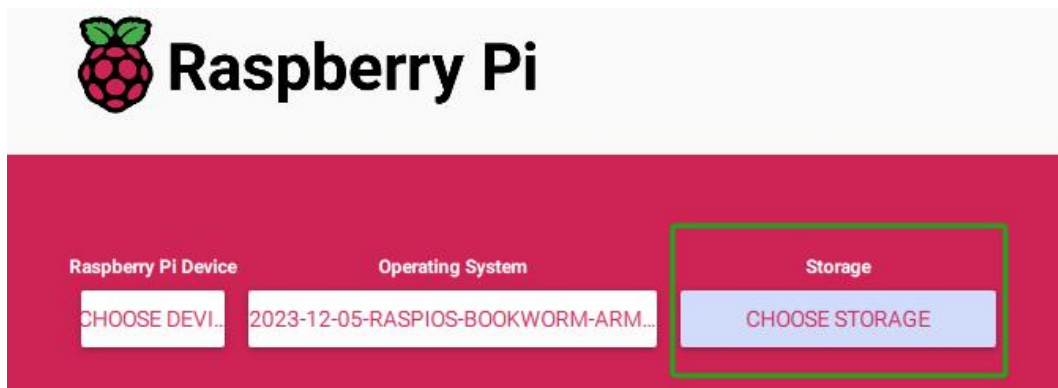 Raspberry Pi
Raspberry Pi Device
Operating System
Storage
CHOOSE DEVI...
2023-12-05-RASPIOS-BOOKWORM-ARM...
CHOOSE STORAGE